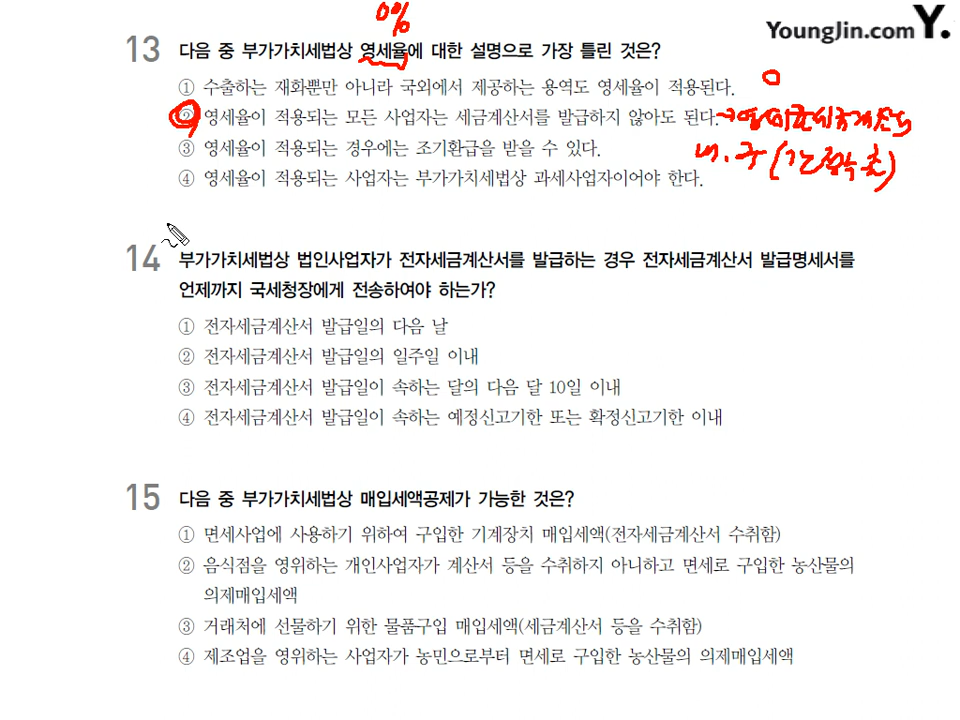 0%
YoungJin.com Y.
13 다음 중 부가가치세법상 영세율에 대한 설명으로 가장 틀린 것은?
① 수출하는 재화뿐만 아니라 국외에서 제공하는 용역도 영세율이 적용된다.
② 영세율이 적용되는 모든 사업자는 세금계산서를 발급하지 않아도 된다.
③ 영세율이 적용되는 경우에는 조기환급을 받을 수 있다.
④ 영세율이 적용되는 사업자는 부가가치세법상 과세사업자이어야 한다.
14 부가가치세법상 법인사업자가 전자세금계산서를 발급하는 경우 전자세금계산서 발급명세서를
언제까지 국세청장에게 전송하여야 하는가?
① 전자세금계산서 발급일의 다음 날
② 전자세금계산서 발급일의 일주일 이내
③ 전자세금계산서 발급일이 속하는 달의 다음 달 10일 이내
④ 전자세금계산서 발급일이 속하는 예정신고기한 또는 확정신고기한 이내
15 다음 중 부가가치세법상 매입세액공제가 가능한 것은?
① 면세사업에 사용하기 위하여 구입한 기계장치 매입세액(전자세금계산서 수취함)
② 음식점을 영위하는 개인사업자가 계산서 등을 수취하지 아니하고 면세로 구입한 농산물의
의제매입세액
③ 거래처에 선물하기 위한 물품구입 매입세액(세금계산서 등을 수취함)
④ 제조업을 영위하는 사업자가 농민으로부터 면세로 구입한 농산물의 의제매입세액